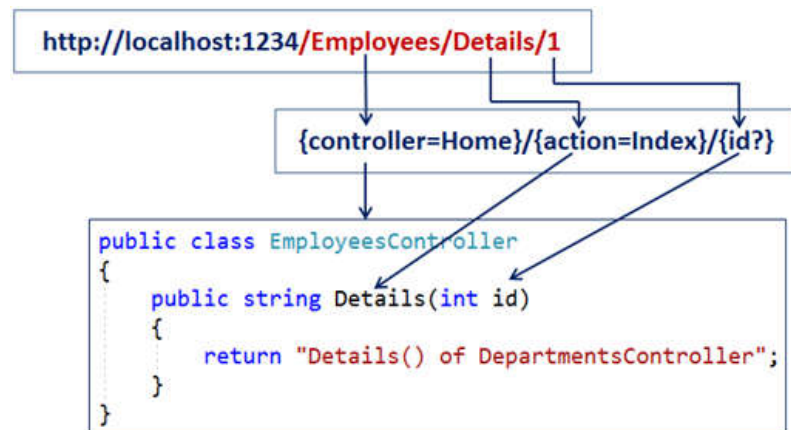 http://localhost:1234/Employees/Details/1
{controller=Home}/{action=Index}/{id?}
public class EmployeesController
{
    public string Details(int id)
    {
        return "Details() of DepartmentsController";
    }
}